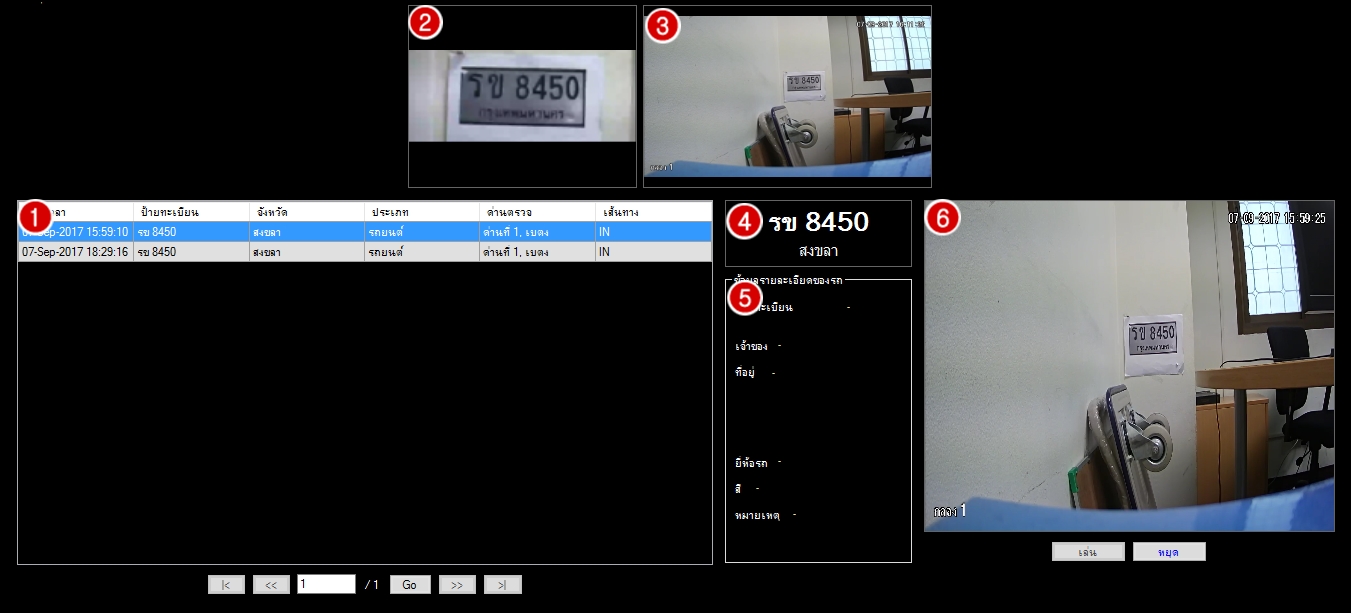 2
3
รข 8450
กรุงเทพมหานคร
รข 8450
กล้อง 1
1
ป้ายทะเบียน จังหวัด ประเภท ด่านตรวจ เส้นทาง
07-Sep-2017 15:59:10 รข 8450 สงขลา รถยนต์ ด่านที่ 1, เบตง IN
07-Sep-2017 18:29:16 รข 8450 สงขลา รถยนต์ ด่านที่ 1, เบตง IN
|< << 1 / 1 Go >> >|
4
รข 8450
สงขลา
ข้อมูลรายละเอียดของรถ
5
-
เจ้าของ -
ที่อยู่ -
ยี่ห้อรถ -
สี -
หมายเหตุ -
6
07-09-2017 15:59:25
รข 8450
กรุงเทพมหานคร
กล้อง 1
เล่น หยุด